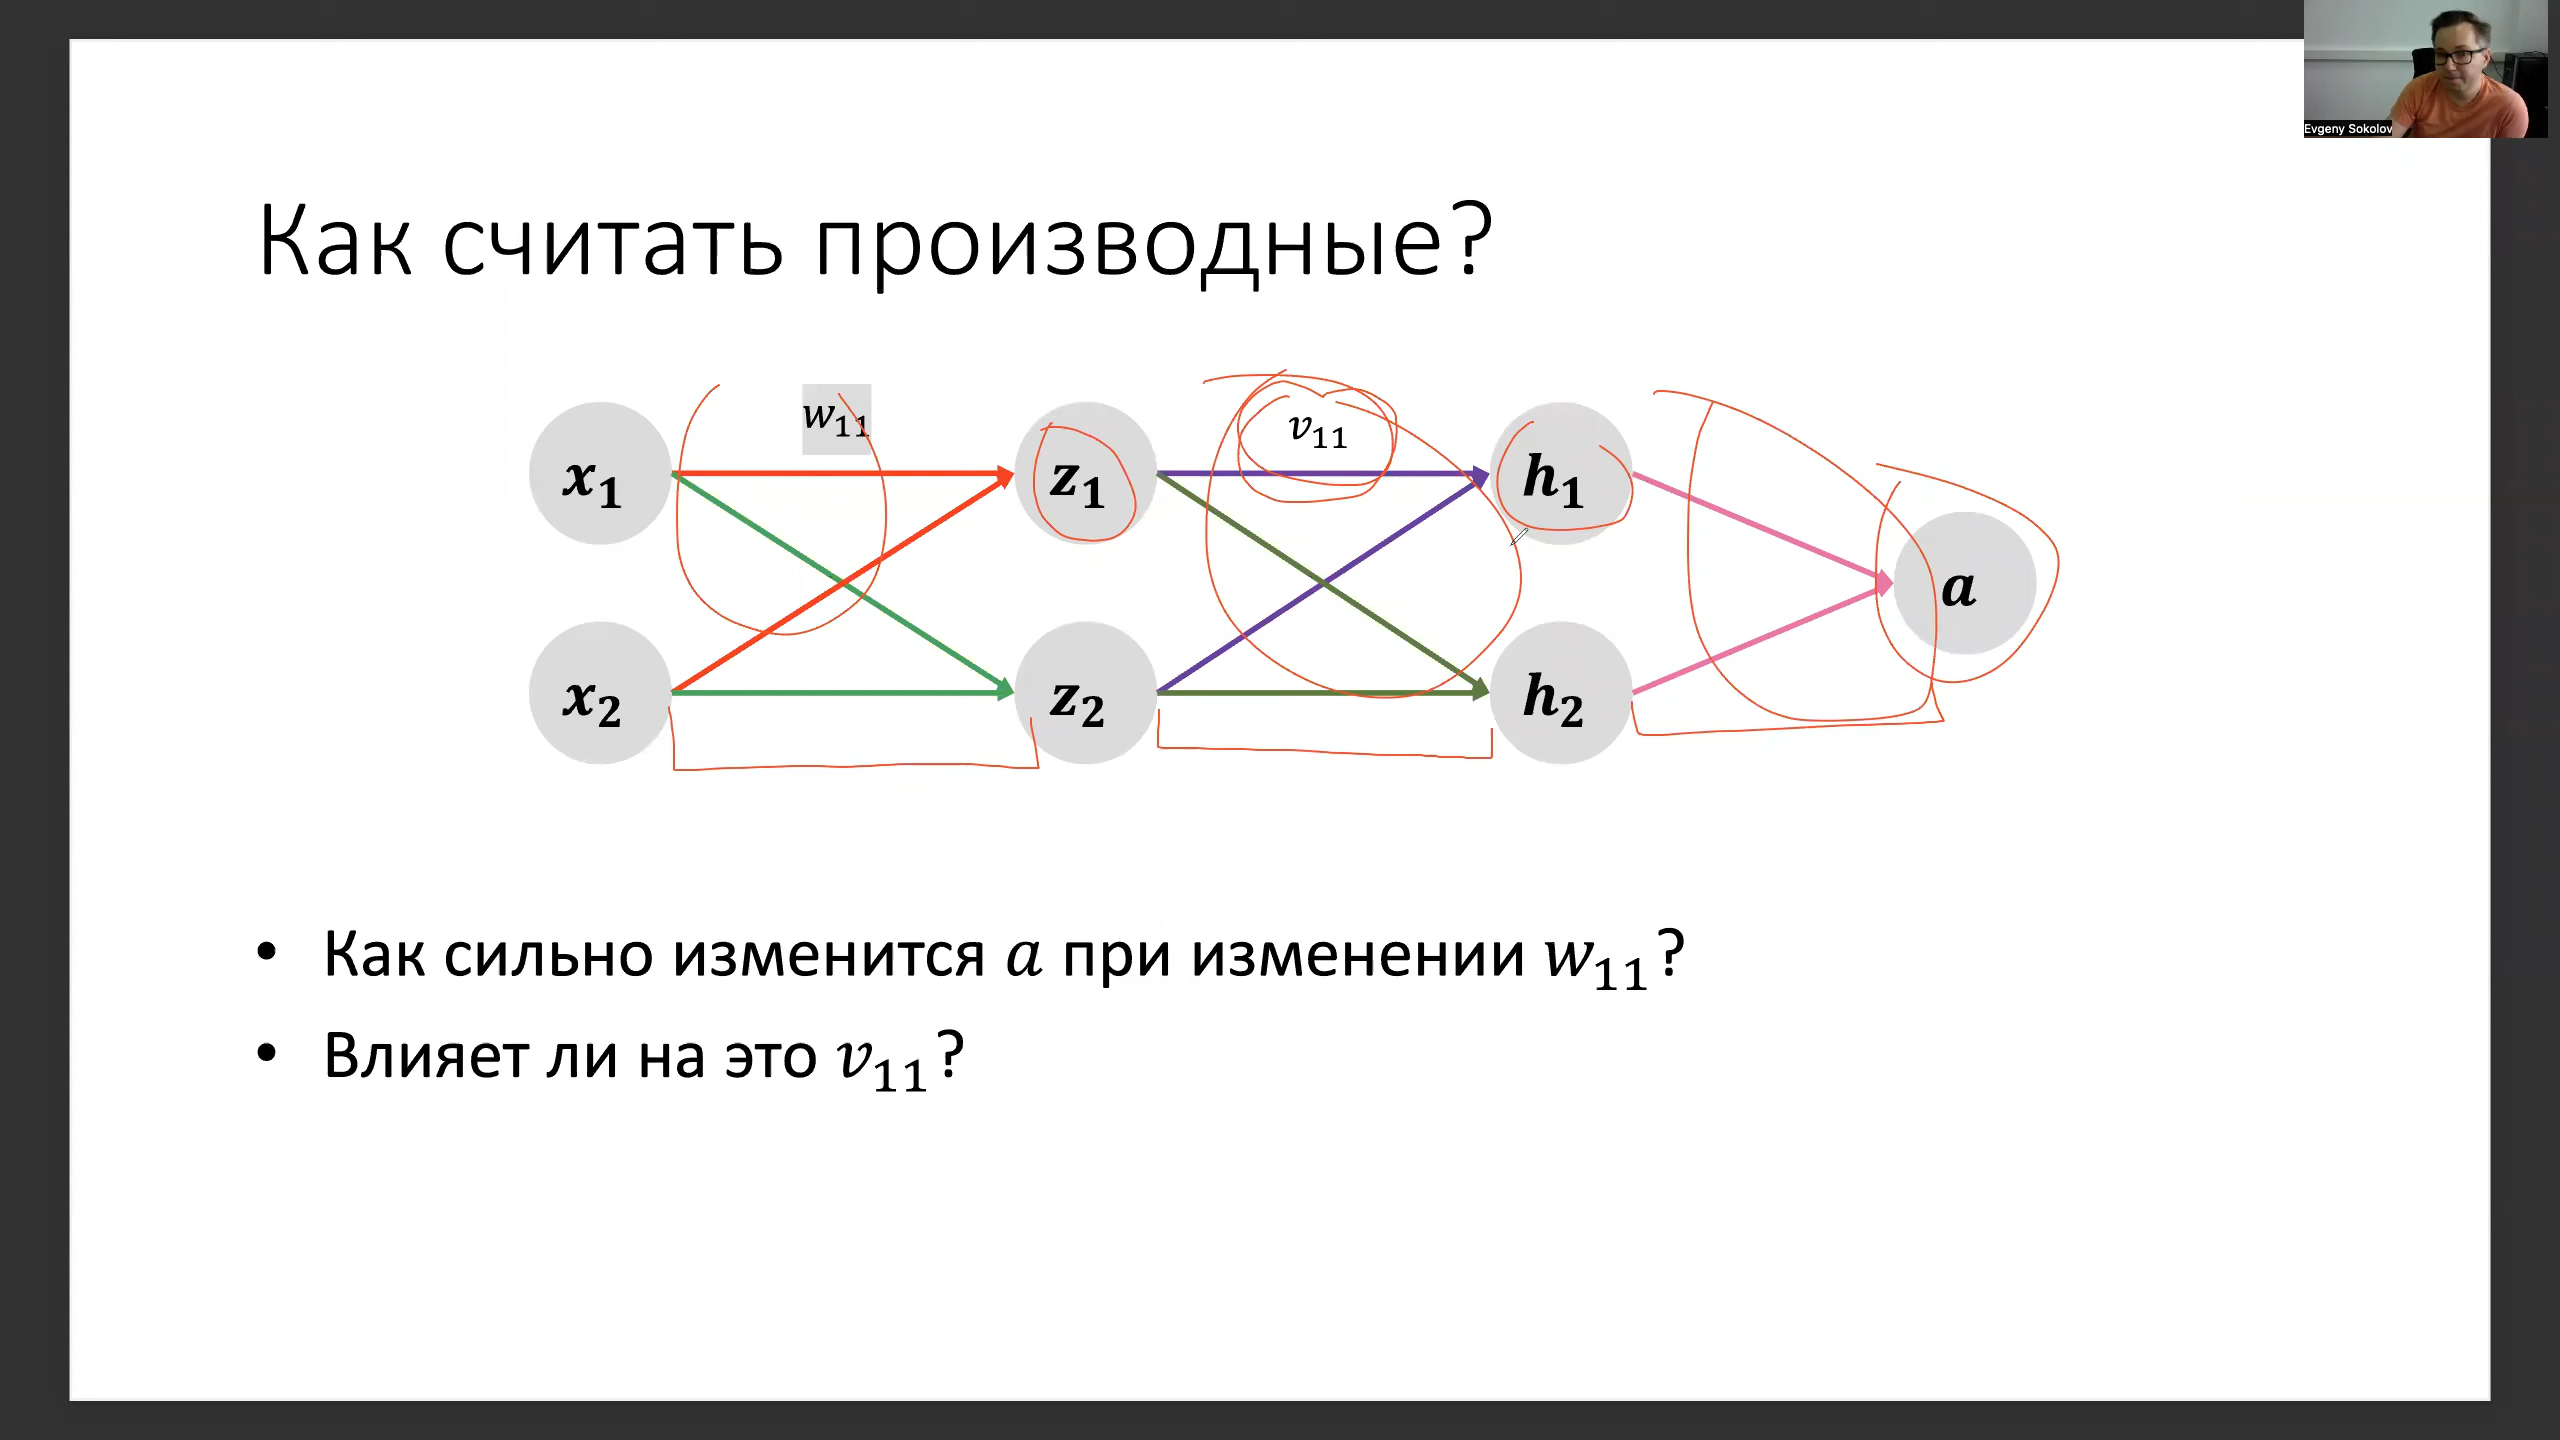 Evgeny Sokolov
Как считать производные?
w₁₁
v₁₁
x₁ z₁ h₁
a
x₂ z₂ h₂
• Как сильно изменится a при изменении w₁₁?
• Влияет ли на это v₁₁?